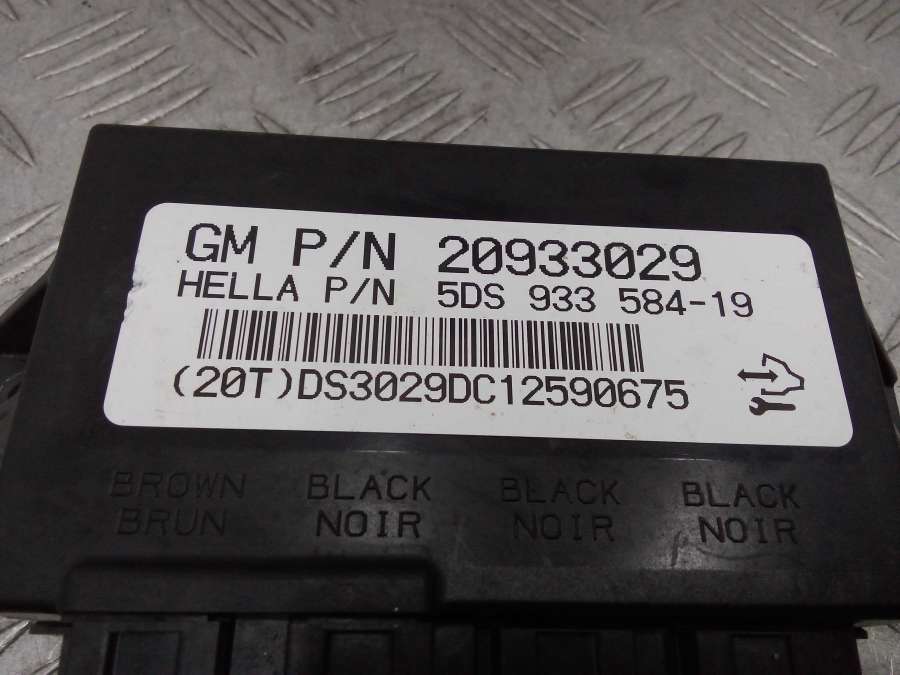 GM P/N 20933029
HELLA P/N 5DS 933 584-19
(20T)DS3029DC12590675
BROWN BLACK BLACK BLACK
BRUN NOIR NOIR NOIR